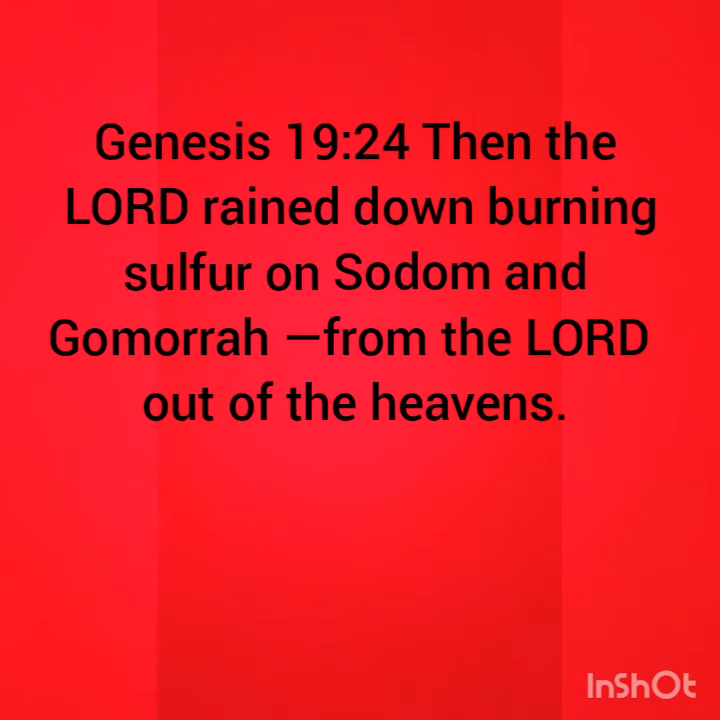 Genesis 19:24 Then the
LORD rained down burning
sulfur on Sodom and
Gomorrah —from the LORD
out of the heavens.
InShOt